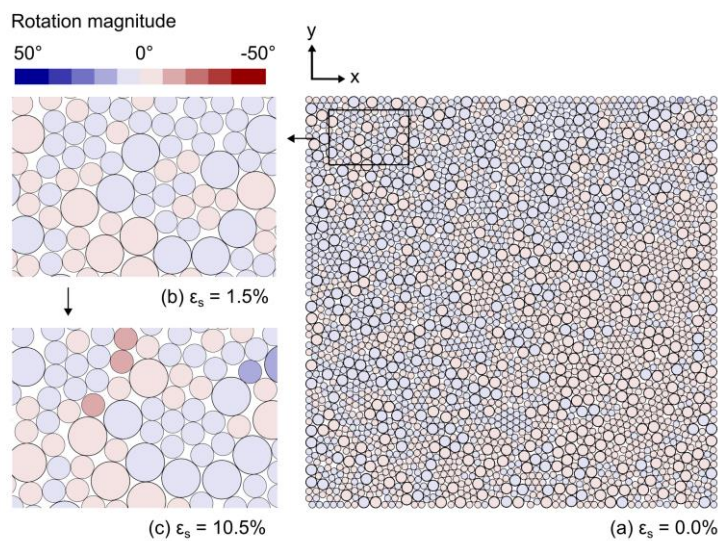 Rotation magnitude
50° 0° -50°
y
x
(b) εs = 1.5%
(c) εs = 10.5%
(a) εs = 0.0%